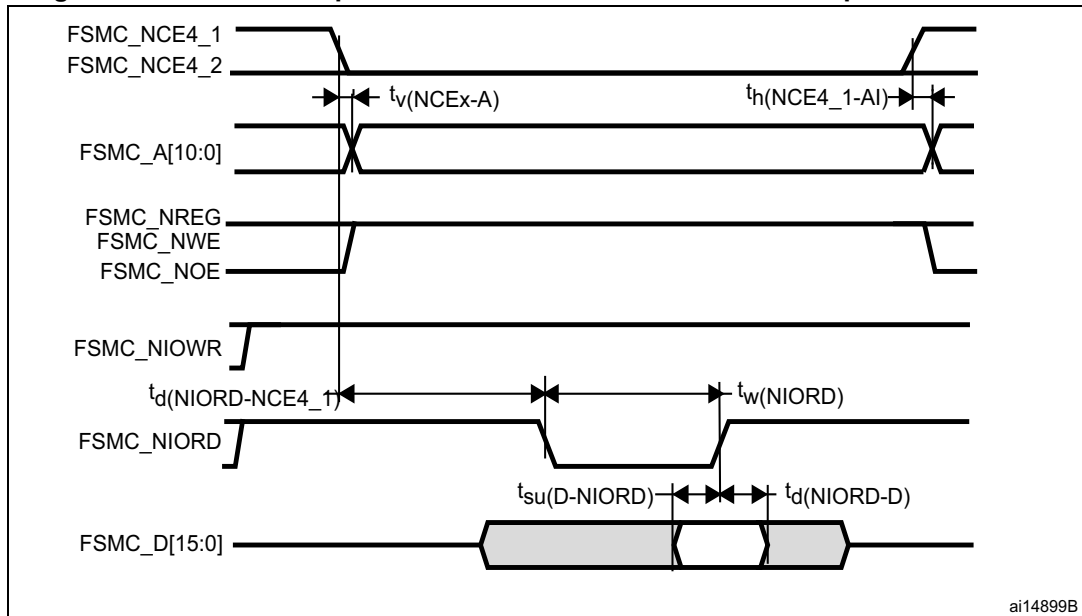 FSMC_NCE4_1
FSMC_NCE4_2
tv(NCEx-A)
th(NCE4_1-AI)
FSMC_A[10:0]
FSMC_NREG
FSMC_NWE
FSMC_NOE
FSMC_NIOWR
td(NIORD-NCE4_1)
tw(NIORD)
FSMC_NIORD
tsu(D-NIORD)
td(NIORD-D)
FSMC_D[15:0]
ai14899B